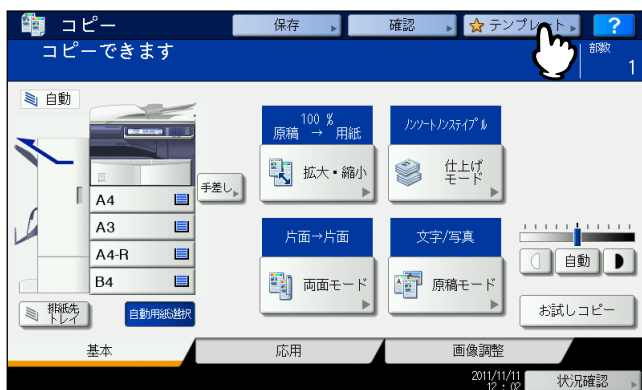 コピー
保存
確認
テンプレート
?
コピーできます
部数
1
自動
100 %
原稿 → 用紙
ノンソートノンステイプル
手差し
拡大・縮小
仕上げ
モード
A4
A3
A4-R
B4
片面→片面
文字/写真
両面モード
原稿モード
自動
排紙先
トレイ
自動用紙選択
お試しコピー
基本
応用
画像調整
2011/11/11
12:02
状況確認